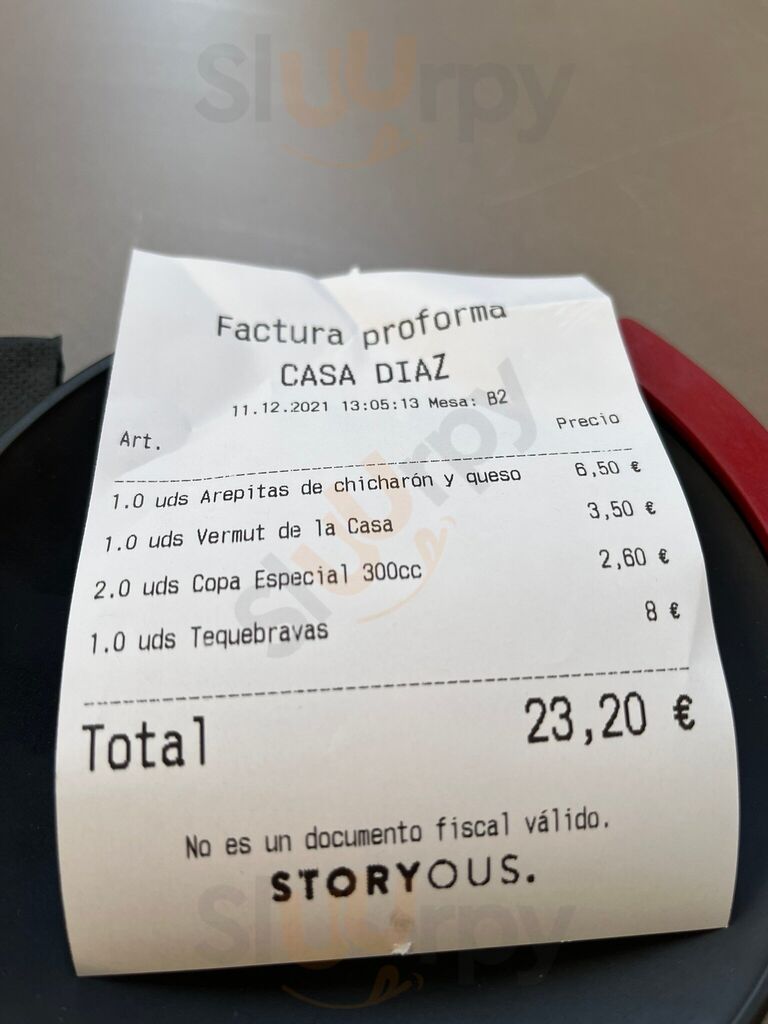 Sluurpy
Factura proforma
CASA DIAZ
11.12.2021 13:05:13 Mesa: B2
Art. Precio
1.0 uds Arepitas de chicharón y queso 6,50 €
1.0 uds Vermut de la Casa 3,50 €
2.0 uds Copa Especial 300cc 2,60 €
1.0 uds Tequebravas 8 €
Sluurpy
Total 23,20 €
No es un documento fiscal válido.
STORYOUS.
Sluurpy